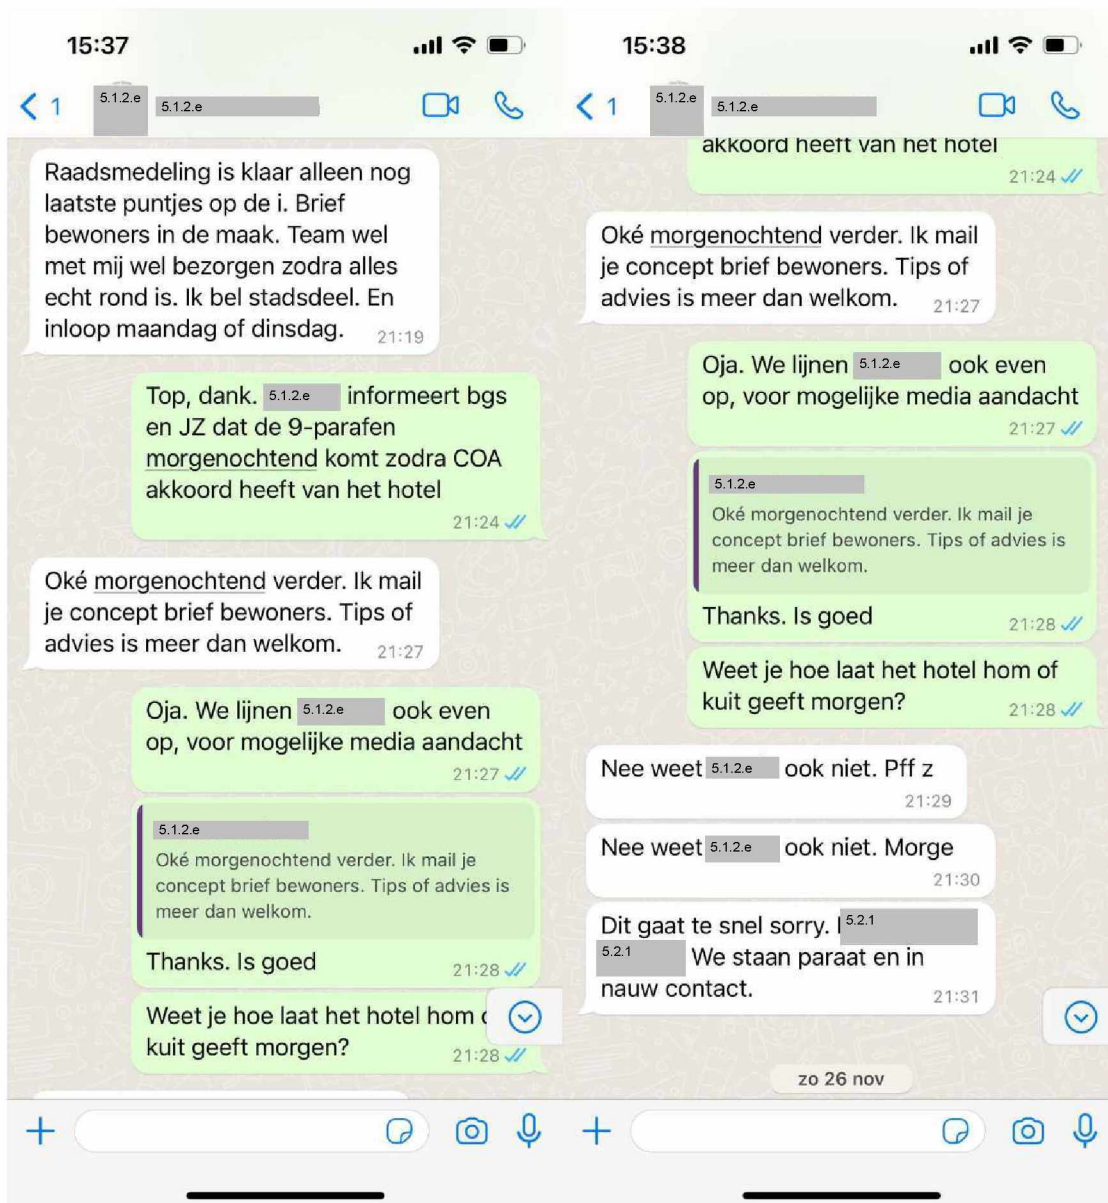 15:37
1
5.1.2.e
5.1.2.e
Raadsmedeling is klaar alleen nog
laatste puntjes op de i. Brief
bewoners in de maak. Team wel
met mij wel bezorgen zodra alles
echt rond is. Ik bel stadsdeel. En
inloop maandag of dinsdag.
21:19
Top, dank. 5.1.2.e informeert bgs
en JZ dat de 9-parafen
morgenochtend komt zodra COA
akkoord heeft van het hotel
21:24
Oké morgenochtend verder. Ik mail
je concept brief bewoners. Tips of
advies is meer dan welkom.
21:27
Oja. We lijnen 5.1.2.e ook even
op, voor mogelijke media aandacht
21:27
5.1.2.e
Oké morgenochtend verder. Ik mail je
concept brief bewoners. Tips of advies is
meer dan welkom.
Thanks. Is goed
21:28
Weet je hoe laat het hotel hom
kuit geeft morgen?
21:28
15:38
1
5.1.2.e
5.1.2.e
akkoord heeft van het hotel
21:24
Oké morgenochtend verder. Ik mail
je concept brief bewoners. Tips of
advies is meer dan welkom.
21:27
Oja. We lijnen 5.1.2.e ook even
op, voor mogelijke media aandacht
21:27
5.1.2.e
Oké morgenochtend verder. Ik mail je
concept brief bewoners. Tips of advies is
meer dan welkom.
Thanks. Is goed
21:28
Weet je hoe laat het hotel hom of
kuit geeft morgen?
21:28
Nee weet 5.1.2.e ook niet. Pff z
21:29
Nee weet 5.1.2.e ook niet. Morge
21:30
Dit gaat te snel sorry. 5.2.1
5.2.1 We staan paraat en in
nauw contact.
21:31
zo 26 nov